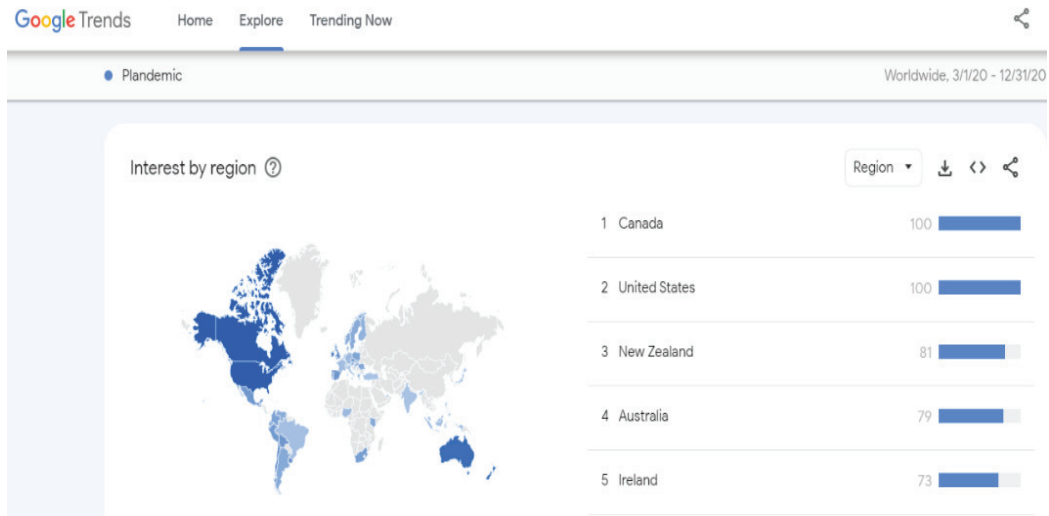 Google Trends Home Explore Trending Now
Plandemic Worldwide, 3/1/20 - 12/31/20
Interest by region Region
1 Canada 100
2 United States 100
3 New Zealand 81
4 Australia 79
5 Ireland 73